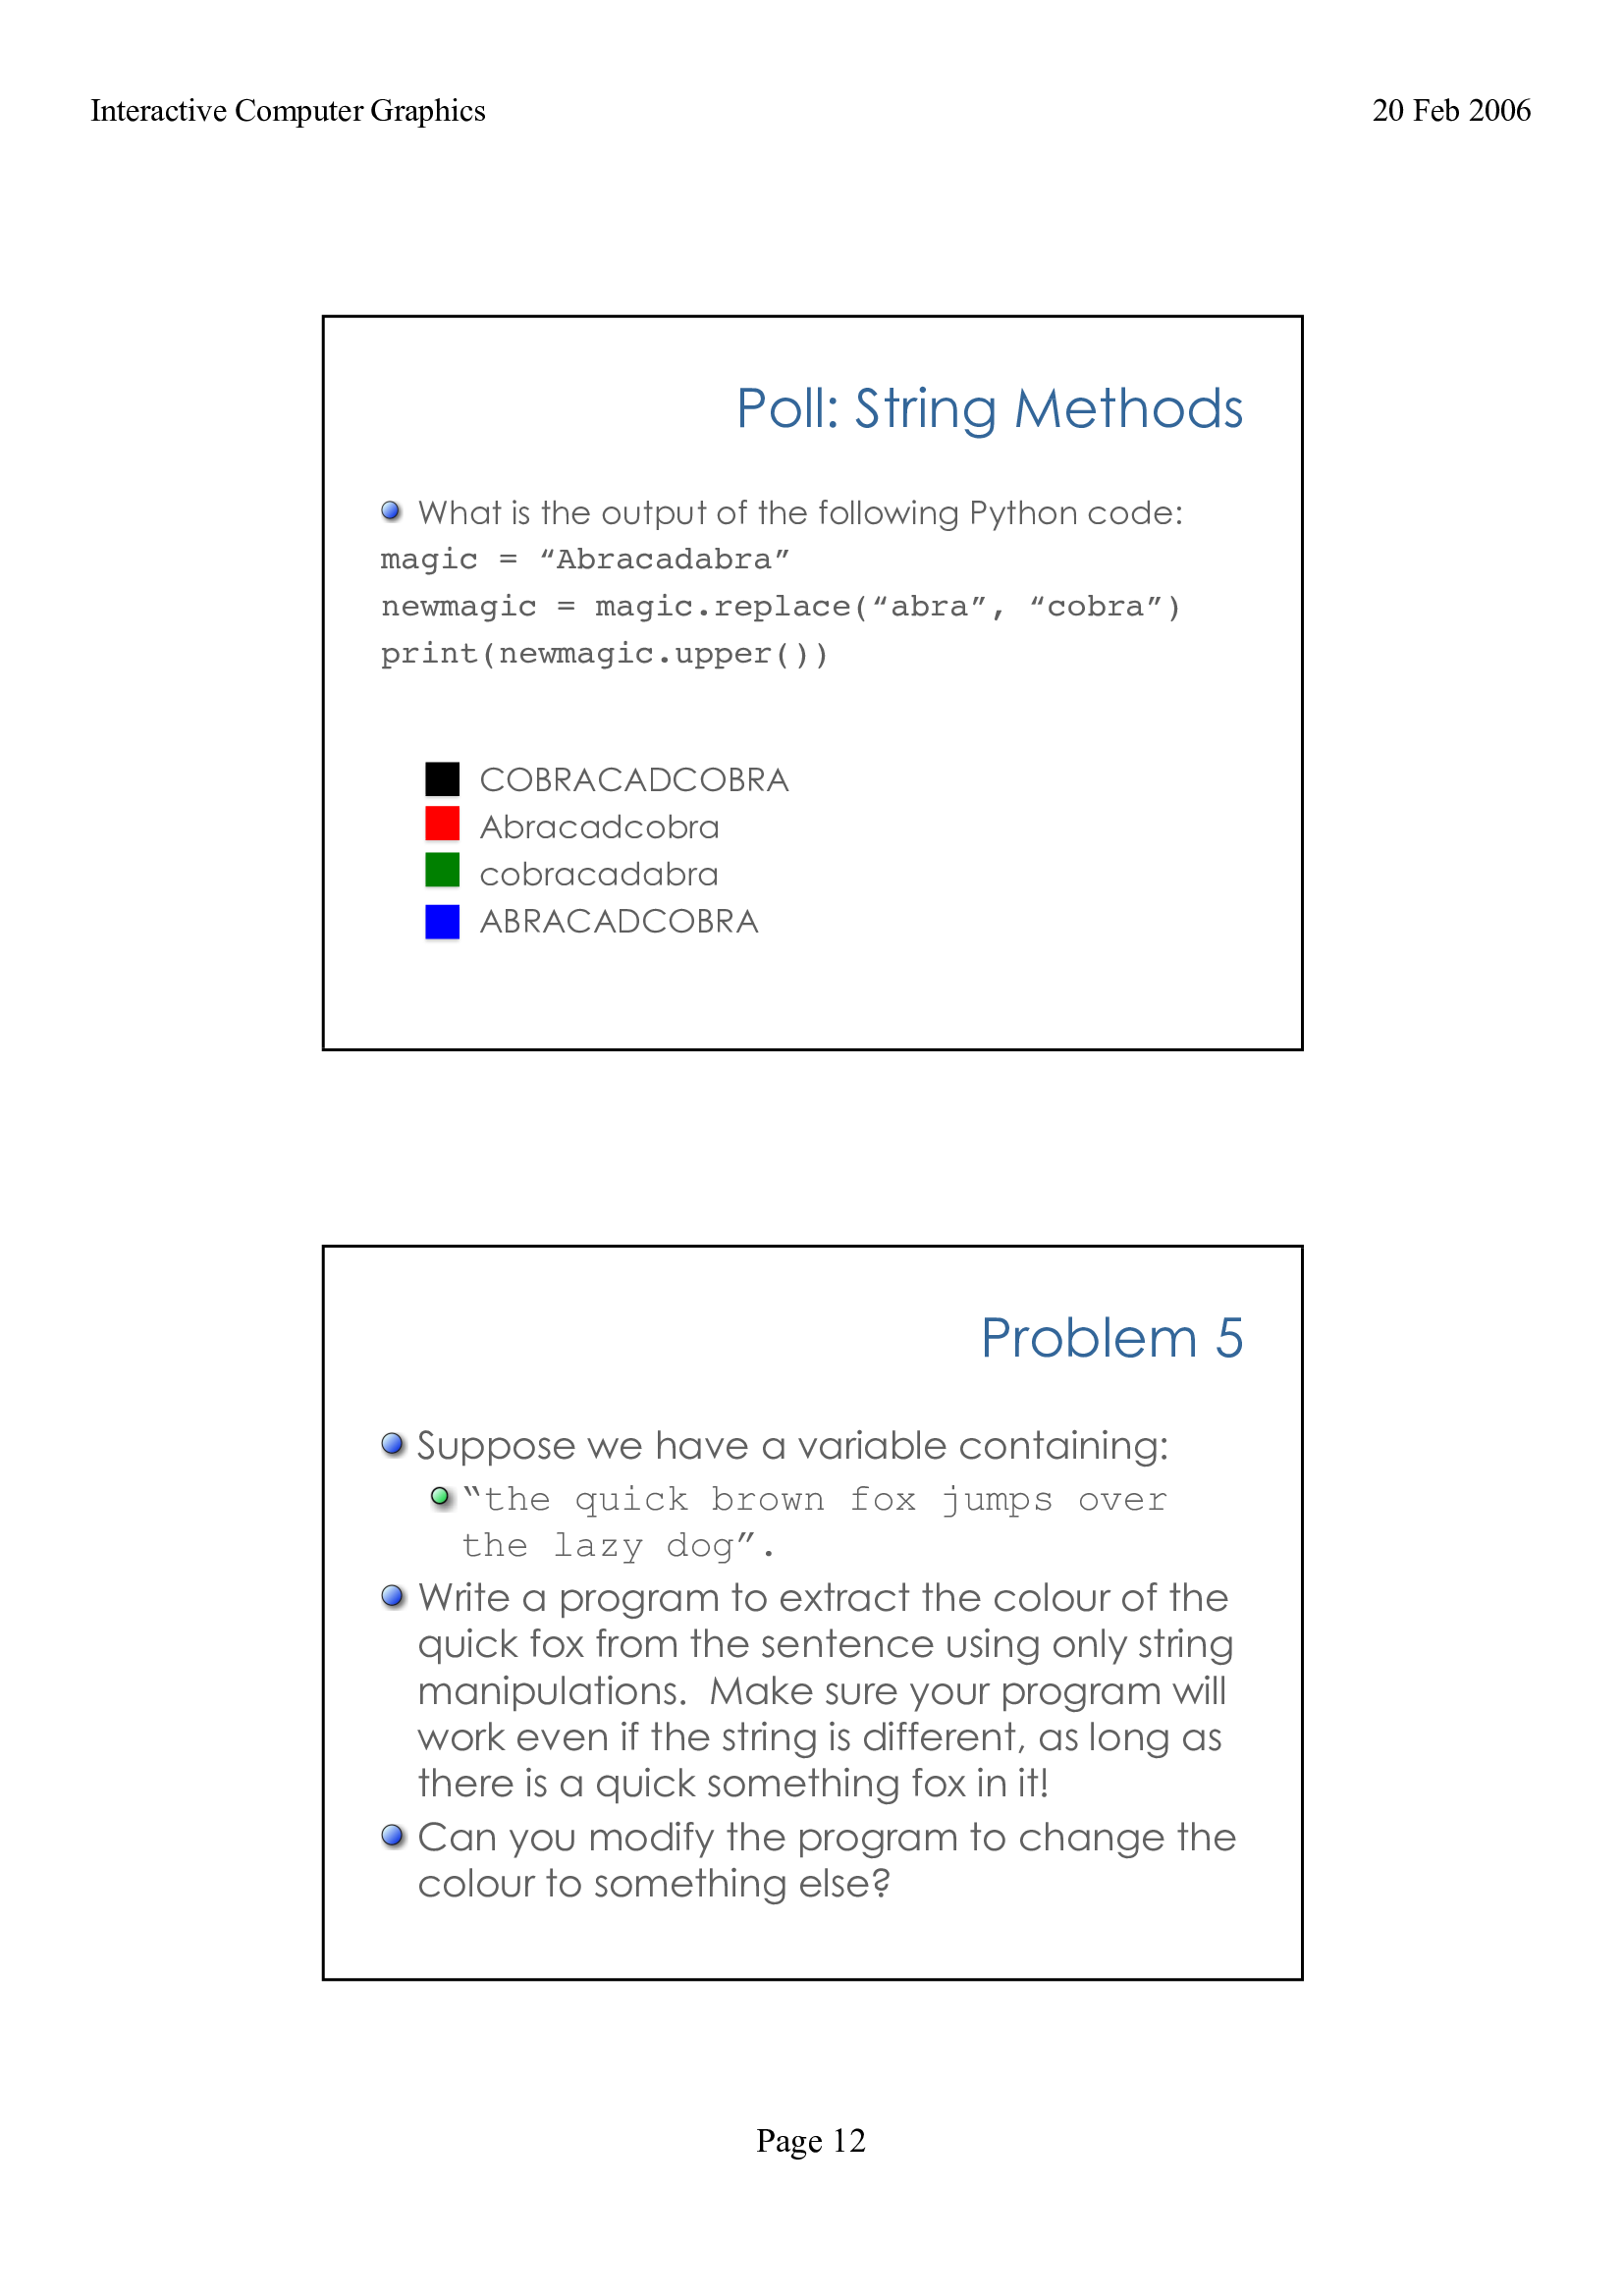 Interactive Computer Graphics 20 Feb 2006
Poll: String Methods
What is the output of the following Python code:
magic = “Abracadabra”
newmagic = magic.replace(“abra”, “cobra”)
print(newmagic.upper())
COBRACADCOBRA
Abracadcobra
cobracadabra
ABRACADCOBRA
Problem 5
Suppose we have a variable containing:
“the quick brown fox jumps over
the lazy dog”.
Write a program to extract the colour of the
quick fox from the sentence using only string
manipulations.  Make sure your program will
work even if the string is different, as long as
there is a quick something fox in it!
Can you modify the program to change the
colour to something else?
Page 12